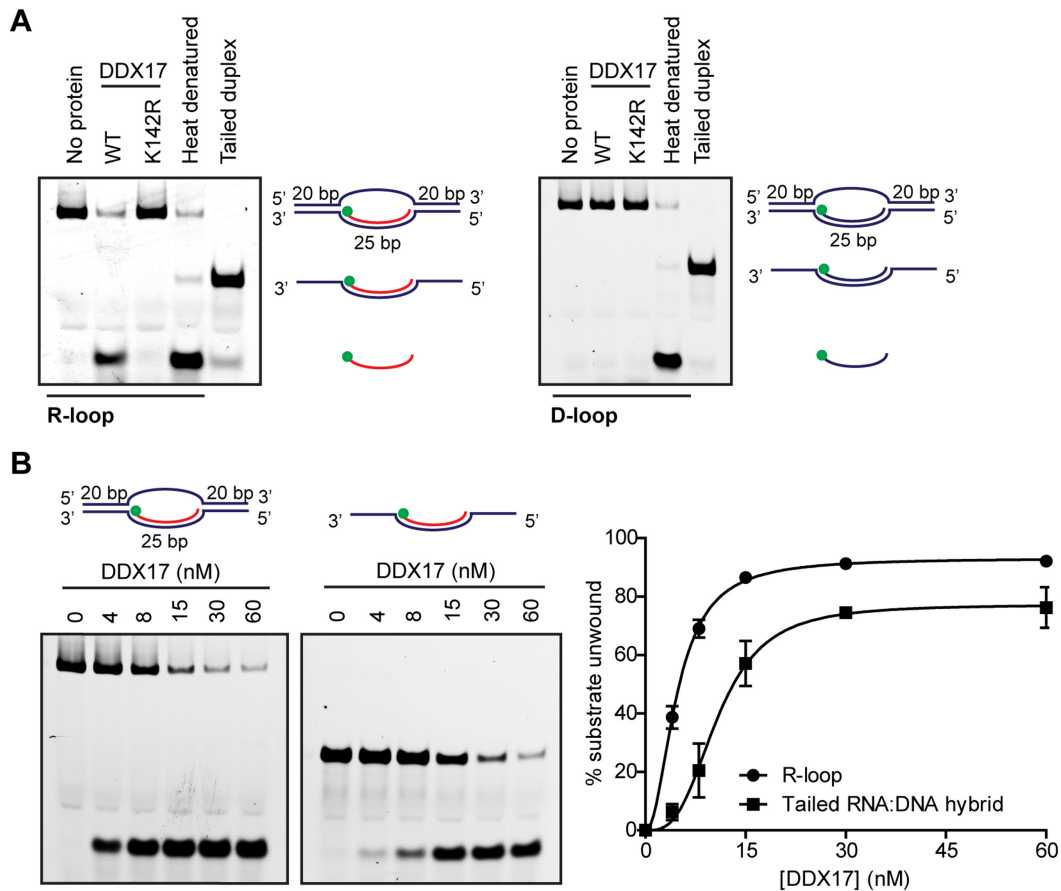 A
No protein
DDX17
WT
K142R
Heat denatured
Tailed duplex
5’ 20 bp 20 bp 3’
3’ 5’
25 bp
3’ 5’
R-loop
No protein
DDX17
WT
K142R
Heat denatured
Tailed duplex
5’ 20 bp 20 bp 3’
3’ 5’
25 bp
3’ 5’
D-loop
B
5’ 20 bp 20 bp 3’
3’ 5’
25 bp
DDX17 (nM)
0 4 8 15 30 60
3’ 5’
DDX17 (nM)
0 4 8 15 30 60
% substrate unwound
100
80
60
40
20
0
R-loop
Tailed RNA:DNA hybrid
0 15 30 45 60
[DDX17] (nM)